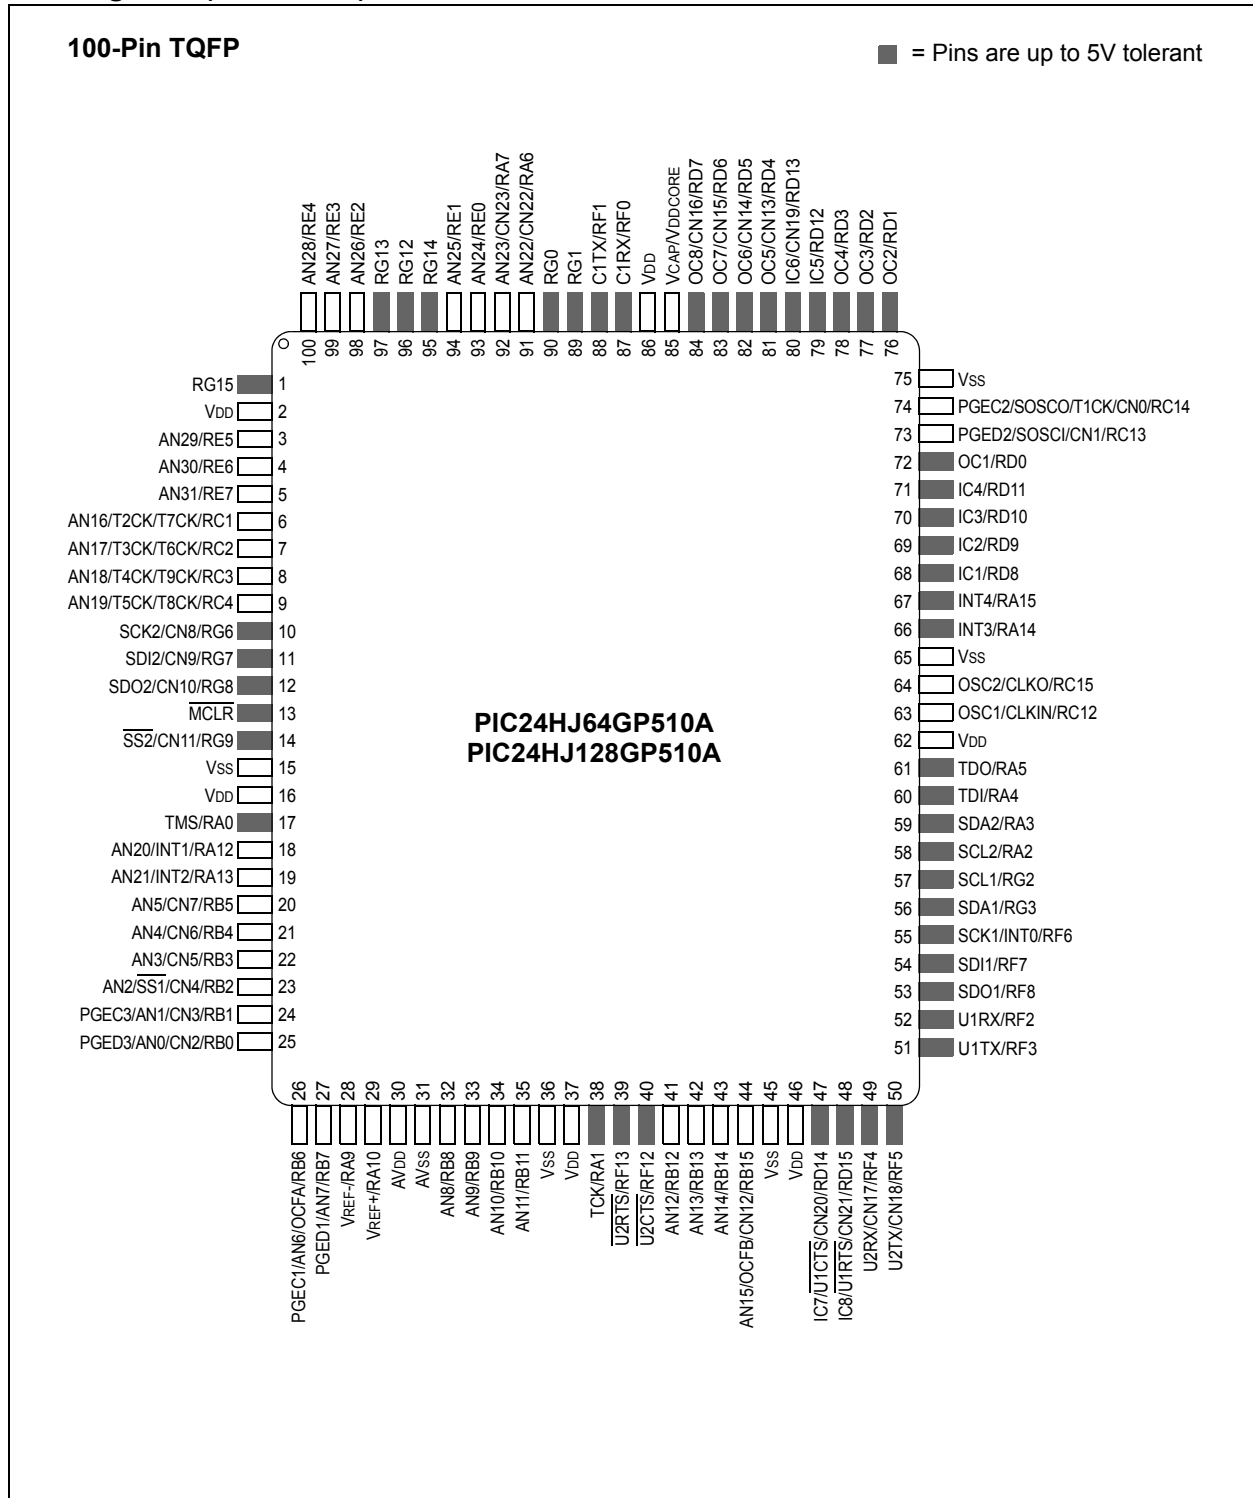 100-Pin TQFP
= Pins are up to 5V tolerant
AN28/RE4
AN27/RE3
AN26/RE2
RG13
RG12
RG14
AN25/RE1
AN24/RE0
AN23/CN23/RA7
AN22/CN22/RA6
RG0
RG1
C1TX/RF1
C1RX/RF0
VDD
VCAP/VDDCORE
OC8/CN16/RD7
OC7/CN15/RD6
OC6/CN14/RD5
OC5/CN13/RD4
IC6/CN19/RD13
IC5/RD12
OC4/RD3
OC3/RD2
OC2/RD1
100
99
98
97
96
95
94
93
92
91
90
89
88
87
86
85
84
83
82
81
80
79
78
77
76
RG15 1
VDD 2
AN29/RE5 3
AN30/RE6 4
AN31/RE7 5
AN16/T2CK/T7CK/RC1 6
AN17/T3CK/T6CK/RC2 7
AN18/T4CK/T9CK/RC3 8
AN19/T5CK/T8CK/RC4 9
SCK2/CN8/RG6 10
SDI2/CN9/RG7 11
SDO2/CN10/RG8 12
MCLR 13
SS2/CN11/RG9 14
VSS 15
VDD 16
TMS/RA0 17
AN20/INT1/RA12 18
AN21/INT2/RA13 19
AN5/CN7/RB5 20
AN4/CN6/RB4 21
AN3/CN5/RB3 22
AN2/SS1/CN4/RB2 23
PGEC3/AN1/CN3/RB1 24
PGED3/AN0/CN2/RB0 25
PIC24HJ64GP510A
PIC24HJ128GP510A
75 VSS
74 PGEC2/SOSCO/T1CK/CN0/RC14
73 PGED2/SOSCI/CN1/RC13
72 OC1/RD0
71 IC4/RD11
70 IC3/RD10
69 IC2/RD9
68 IC1/RD8
67 INT4/RA15
66 INT3/RA14
65 VSS
64 OSC2/CLKO/RC15
63 OSC1/CLKIN/RC12
62 VDD
61 TDO/RA5
60 TDI/RA4
59 SDA2/RA3
58 SCL2/RA2
57 SCL1/RG2
56 SDA1/RG3
55 SCK1/INT0/RF6
54 SDI1/RF7
53 SDO1/RF8
52 U1RX/RF2
51 U1TX/RF3
26
27
28
29
30
31
32
33
34
35
36
37
38
39
40
41
42
43
44
45
46
47
48
49
50
PGEC1/AN6/OCFA/RB6
PGED1/AN7/RB7
VREF-/RA9
VREF+/RA10
AVDD
AVSS
AN8/RB8
AN9/RB9
AN10/RB10
AN11/RB11
VSS
VDD
TCK/RA1
U2RTS/RF13
U2CTS/RF12
AN12/RB12
AN13/RB13
AN14/RB14
AN15/OCFB/CN12/RB15
VSS
VDD
IC7/U1CTS/CN20/RD14
IC8/U1RTS/CN21/RD15
U2RX/CN17/RF4
U2TX/CN18/RF5